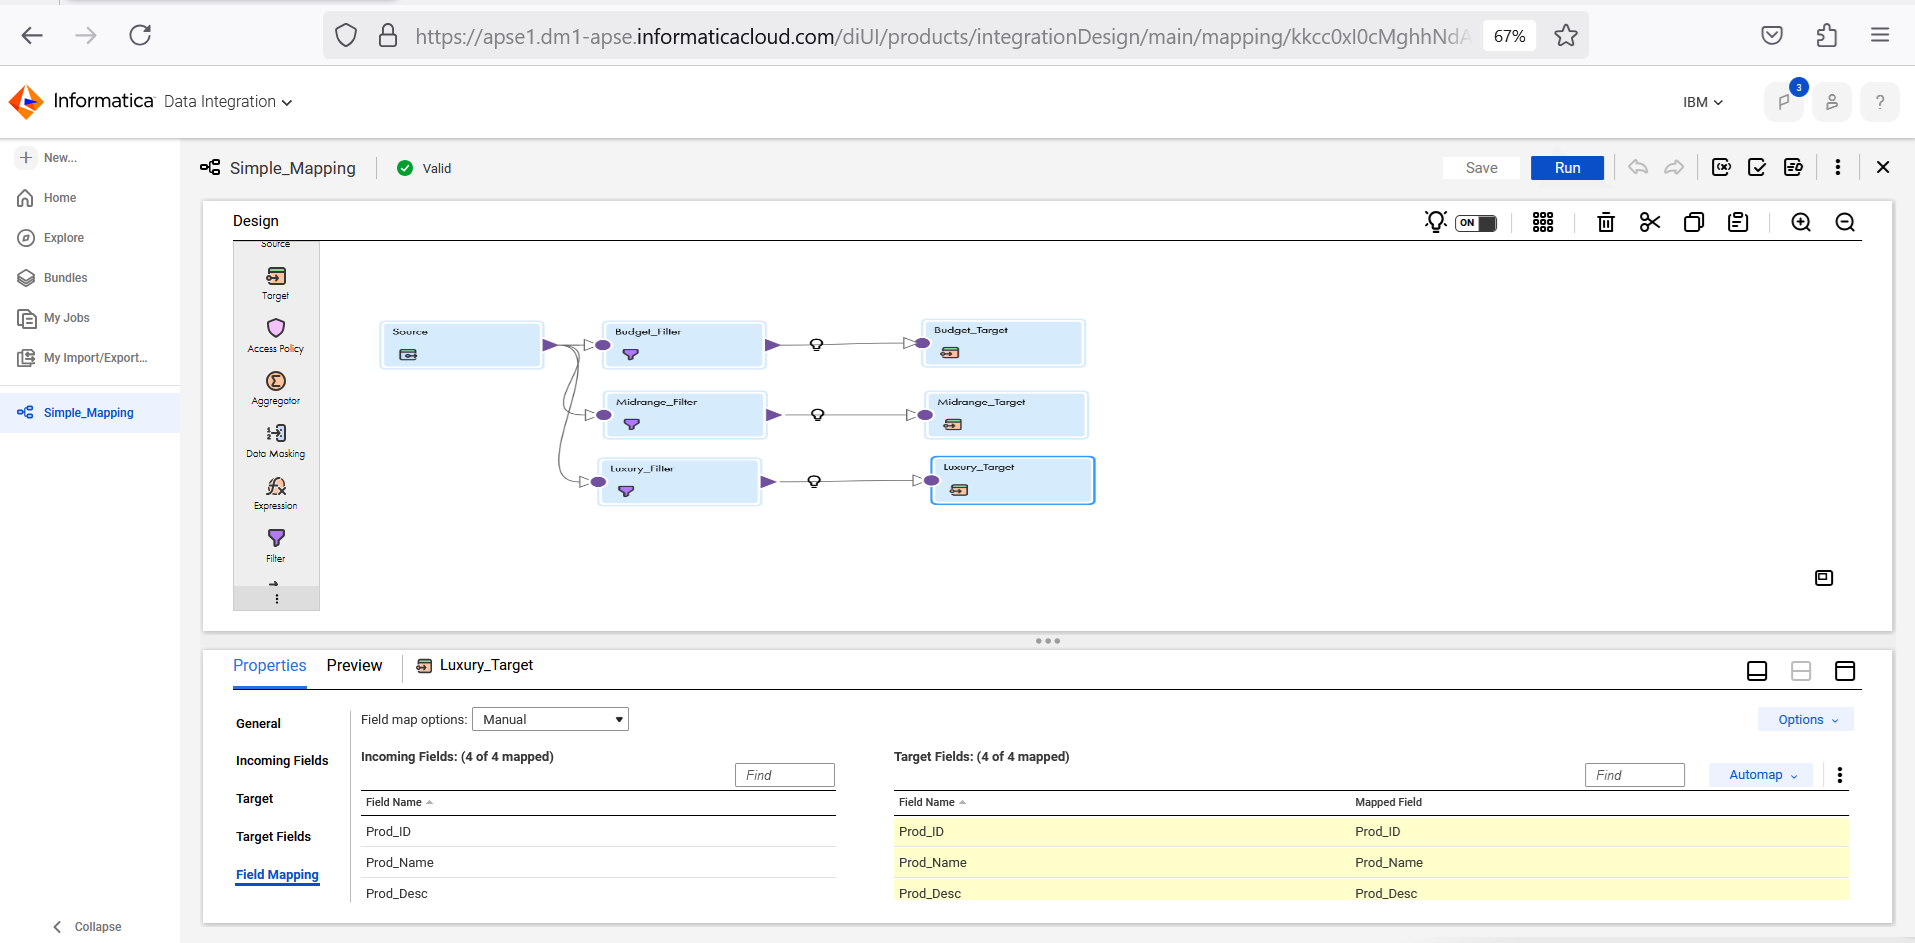 https://apse1.dm1-apse.informaticacloud.com/diUI/products/integrationDesign/main/mapping/kkcc0xI0cMghhNdA
67%
Informatica Data Integration
IBM
3
?
New...
Home
Explore
Bundles
My Jobs
My Import/Export...
Simple_Mapping
Collapse
Simple_Mapping
Valid
Save
Run
Design
ON
Source
Target
Access Policy
Aggregator
Data Masking
Expression
Filter
Source
Budget_Filter
Budget_Target
Midrange_Filter
Midrange_Target
Luxury_Filter
Luxury_Target
Properties
Preview
Luxury_Target
General
Incoming Fields
Target
Target Fields
Field Mapping
Field map options:
Manual
Options
Incoming Fields: (4 of 4 mapped)
Find
Field Name
Prod_ID
Prod_Name
Prod_Desc
Target Fields: (4 of 4 mapped)
Find
Automap
Field Name Mapped Field
Prod_ID Prod_ID
Prod_Name Prod_Name
Prod_Desc Prod_Desc